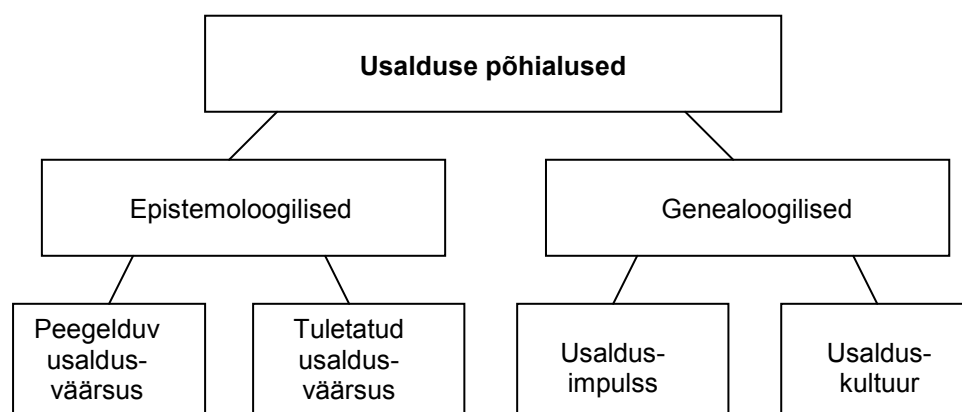 Usalduse põhialused
Epistemoloogilised
Genealoogilised
Peegelduv
usaldus-
väärsus
Tuletatud
usaldus-
väärsus
Usaldus-
impulss
Usaldus-
kultuur